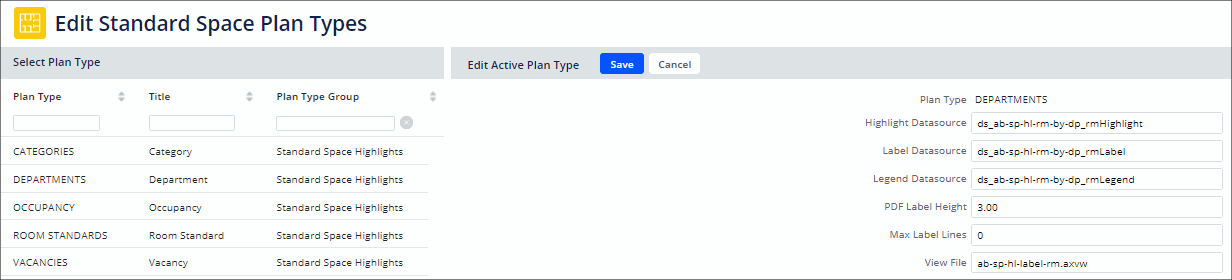 Edit Standard Space Plan Types
Select Plan Type
Plan Type Title Plan Type Group
CATEGORIES Category Standard Space Highlights
DEPARTMENTS Department Standard Space Highlights
OCCUPANCY Occupancy Standard Space Highlights
ROOM STANDARDS Room Standard Standard Space Highlights
VACANCIES Vacancy Standard Space Highlights
Edit Active Plan Type Save Cancel
Plan Type DEPARTMENTS
Highlight Datasource ds_ab-sp-hl-rm-by-dp_rmHighlight
Label Datasource ds_ab-sp-hl-rm-by-dp_rmLabel
Legend Datasource ds_ab-sp-hl-rm-by-dp_rmLegend
PDF Label Height 3.00
Max Label Lines 0
View File ab-sp-hl-label-rm.axvw